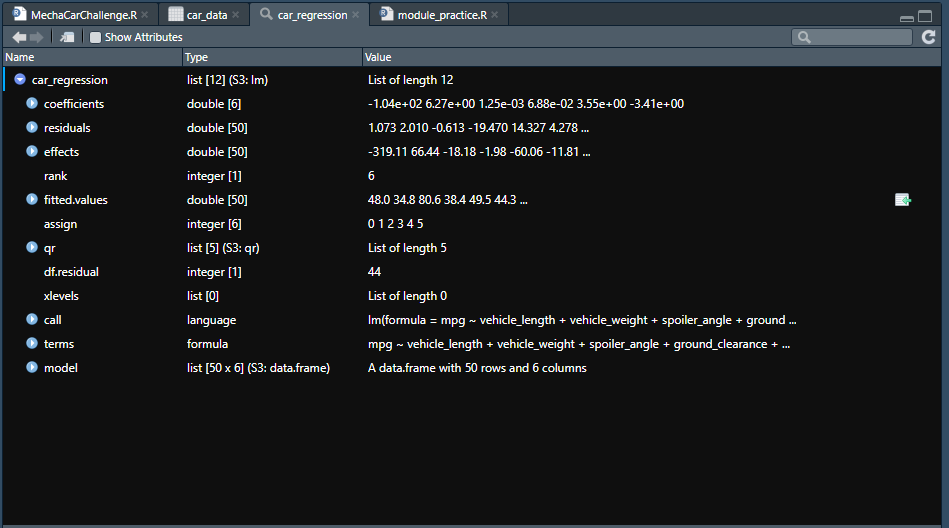 MechaCarChallenge.R car_data car_regression module_practice.R
Show Attributes
Name Type Value
car_regression list [12] (S3: lm) List of length 12
coefficients double [6] -1.04e+02 6.27e+00 1.25e-03 6.88e-02 3.55e+00 -3.41e+00
residuals double [50] 1.073 2.010 -0.613 -19.470 14.327 4.278 ...
effects double [50] -319.11 66.44 -18.18 -1.98 -60.06 -11.81 ...
rank integer [1] 6
fitted.values double [50] 48.0 34.8 80.6 38.4 49.5 44.3 ...
assign integer [6] 0 1 2 3 4 5
qr list [5] (S3: qr) List of length 5
df.residual integer [1] 44
xlevels list [0] List of length 0
call language lm(formula = mpg ~ vehicle_length + vehicle_weight + spoiler_angle + ground ...
terms formula mpg ~ vehicle_length + vehicle_weight + spoiler_angle + ground_clearance + ...
model list [50 x 6] (S3: data.frame) A data.frame with 50 rows and 6 columns